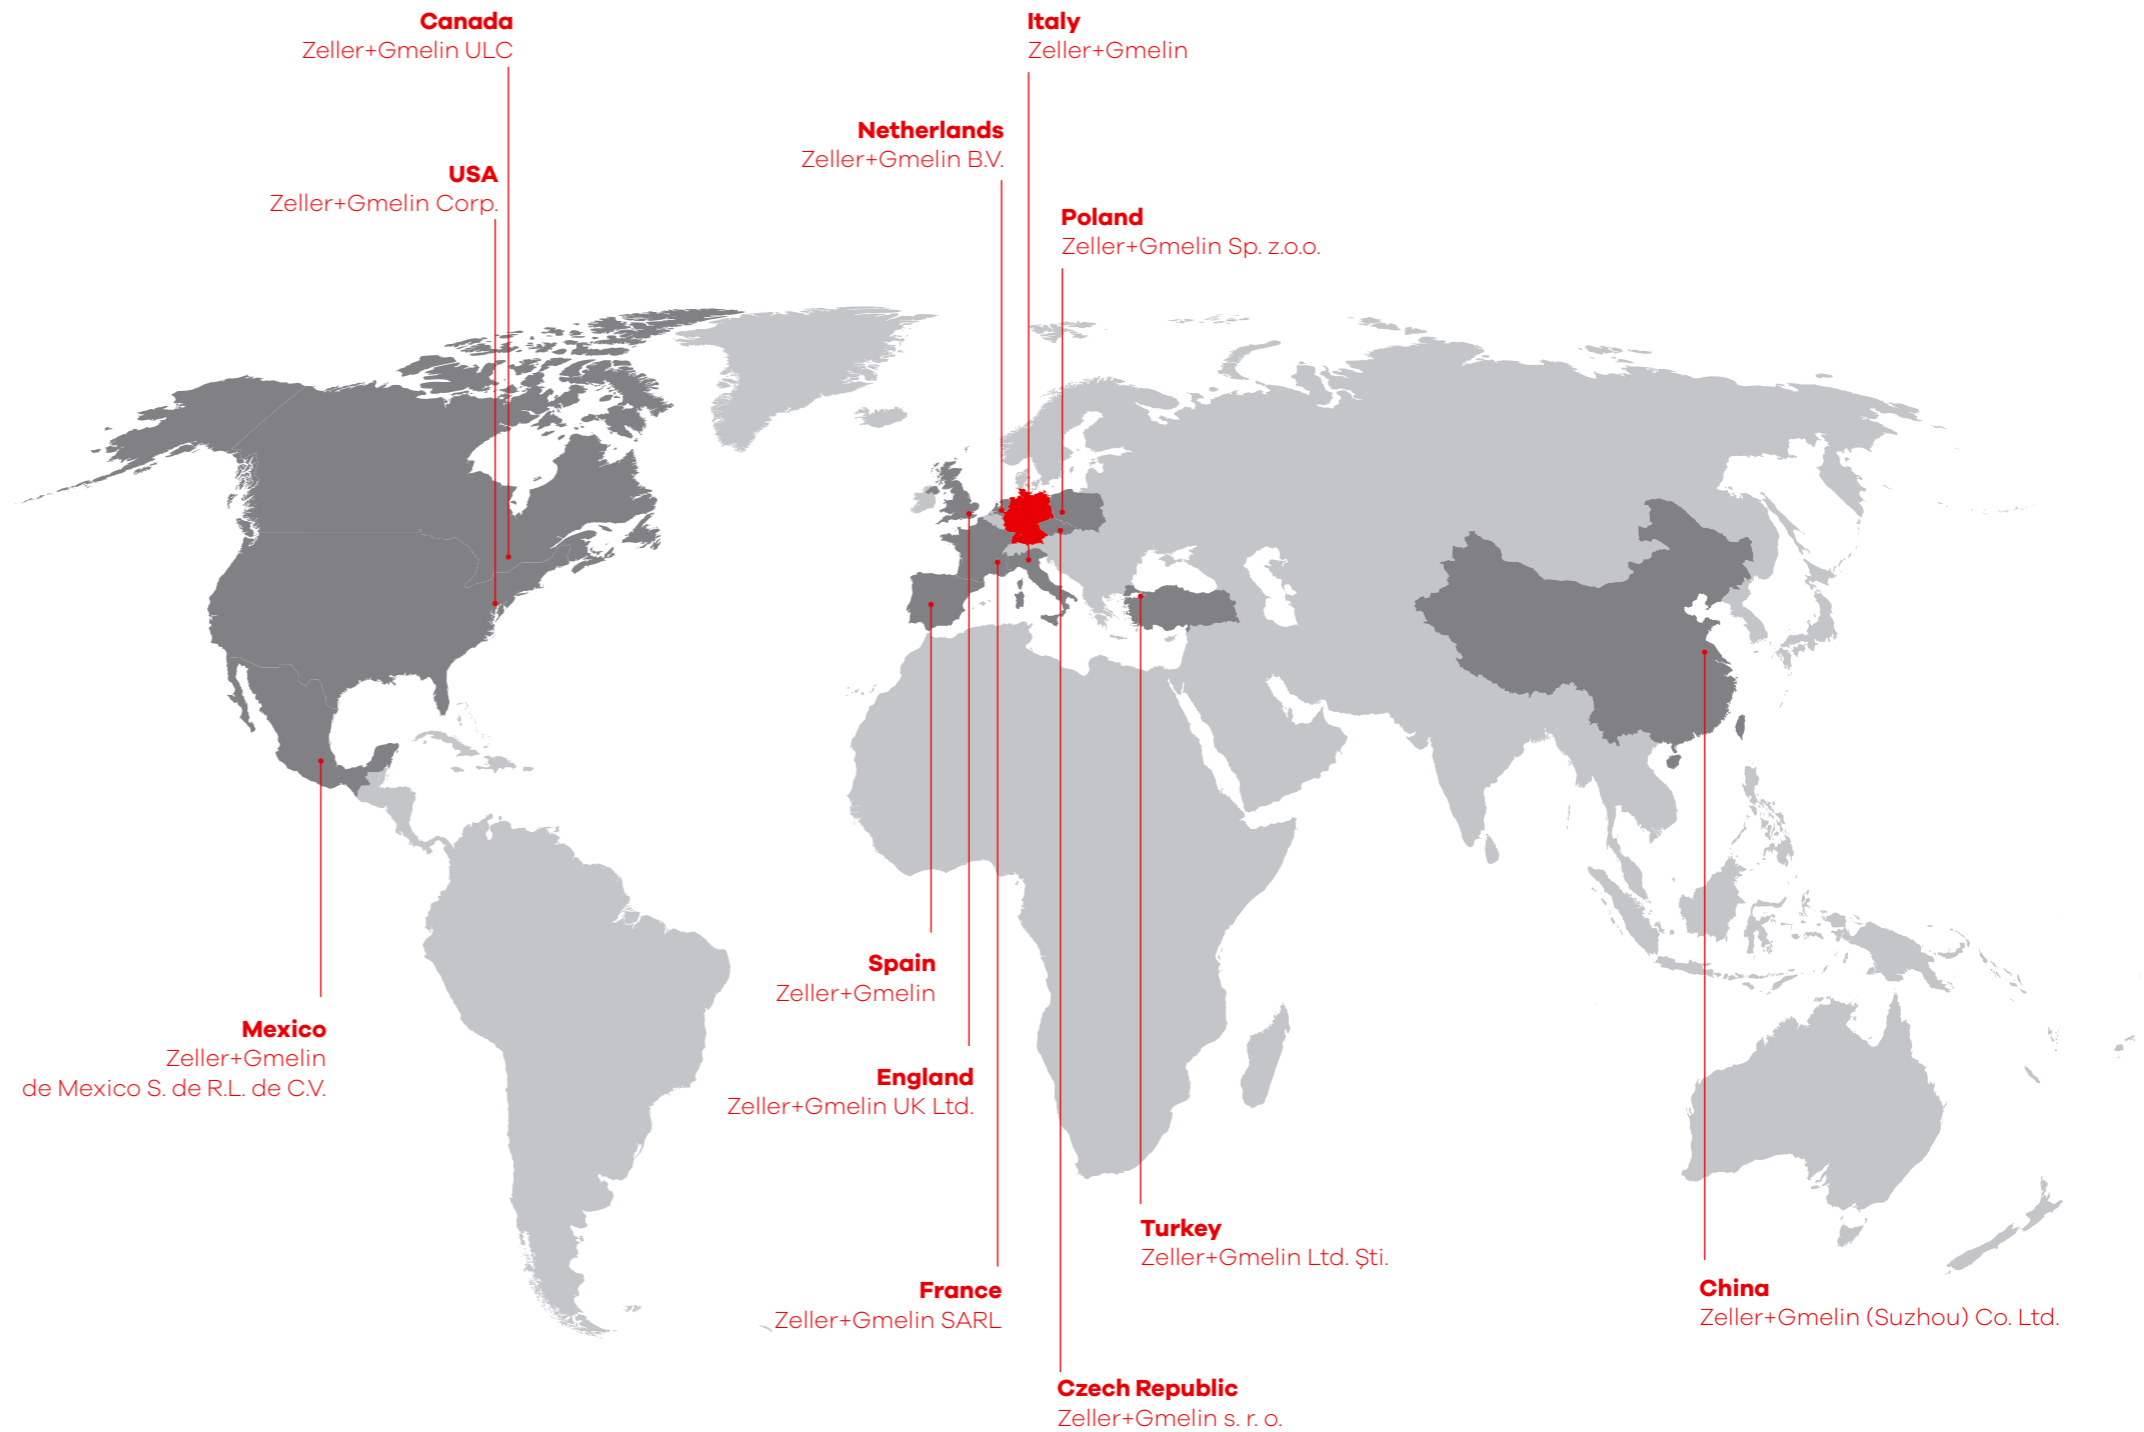 Canada
Zeller+Gmelin ULC
Italy
Zeller+Gmelin
Netherlands
Zeller+Gmelin B.V.
USA
Zeller+Gmelin Corp.
Poland
Zeller+Gmelin Sp. z.o.o.
Spain
Zeller+Gmelin
Mexico
Zeller+Gmelin
de Mexico S. de R.L. de C.V.
England
Zeller+Gmelin UK Ltd.
Turkey
Zeller+Gmelin Ltd. Şti.
France
Zeller+Gmelin SARL
China
Zeller+Gmelin (Suzhou) Co. Ltd.
Czech Republic
Zeller+Gmelin s. r. o.